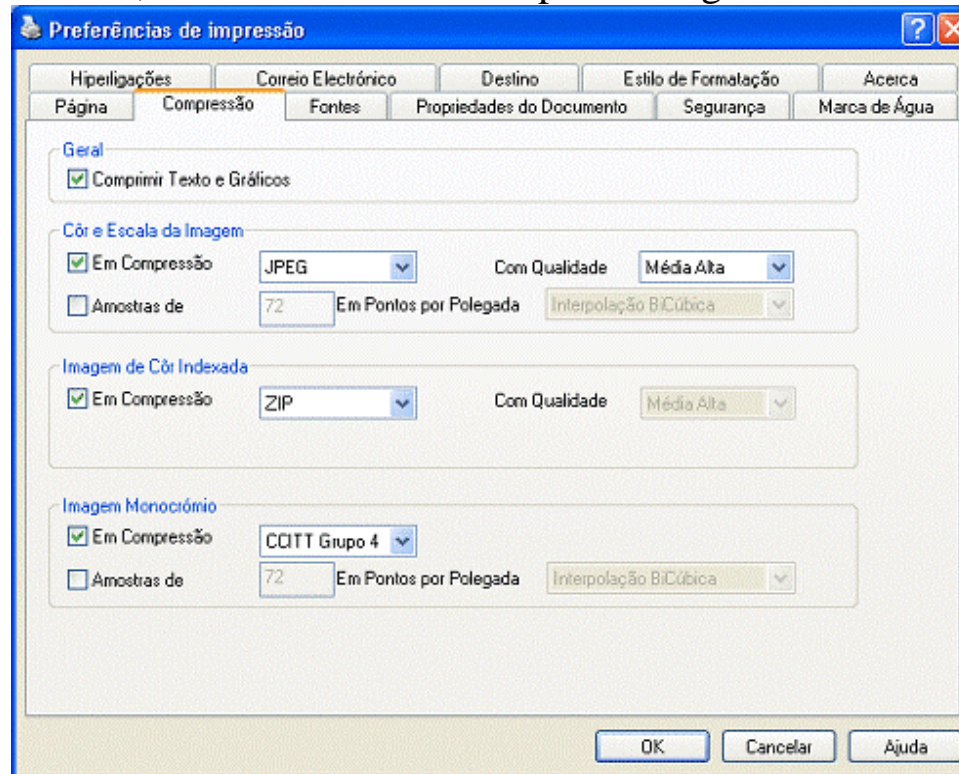 Preferências de impressão
Hiperligações Correio Electrónico Destino Estilo de Formatação Acerca
Página Compressão Fontes Propriedades do Documento Segurança Marca de Água
Geral
Comprimir Texto e Gráficos
Côr e Escala da Imagem
Em Compressão JPEG Com Qualidade Média Alta
Amostras de 72 Em Pontos por Polegada Interpolação BiCúbica
Imagem de Côr Indexada
Em Compressão ZIP Com Qualidade Média Alta
Imagem Monocrómio
Em Compressão CCITT Grupo 4
Amostras de 72 Em Pontos por Polegada Interpolação BiCúbica
OK Cancelar Ajuda